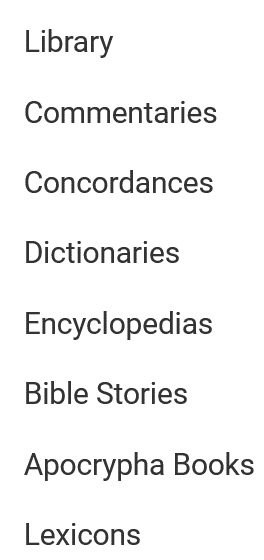 Library
Commentaries
Concordances
Dictionaries
Encyclopedias
Bible Stories
Apocrypha Books
Lexicons